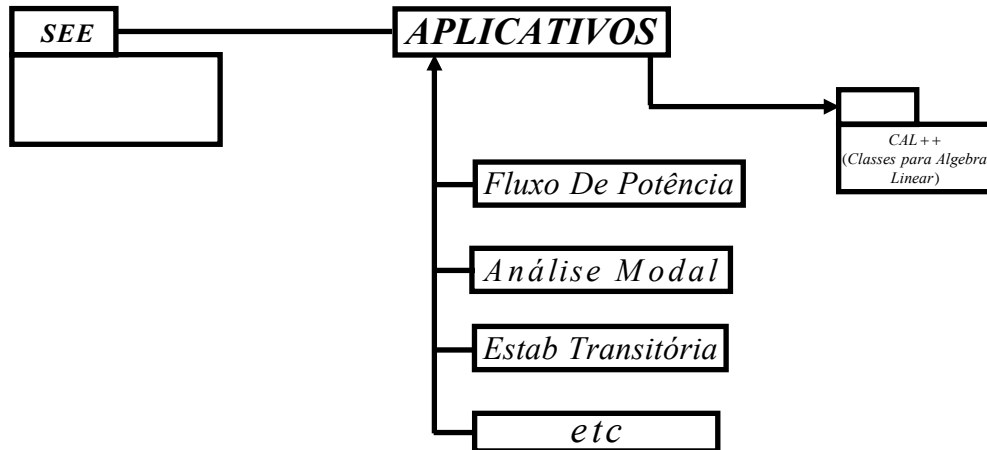 SEE
APLICATIVOS
CAL++
(Classes para Algebra
Linear)
Fluxo De Potência
Análise Modal
Estab Transitória
etc